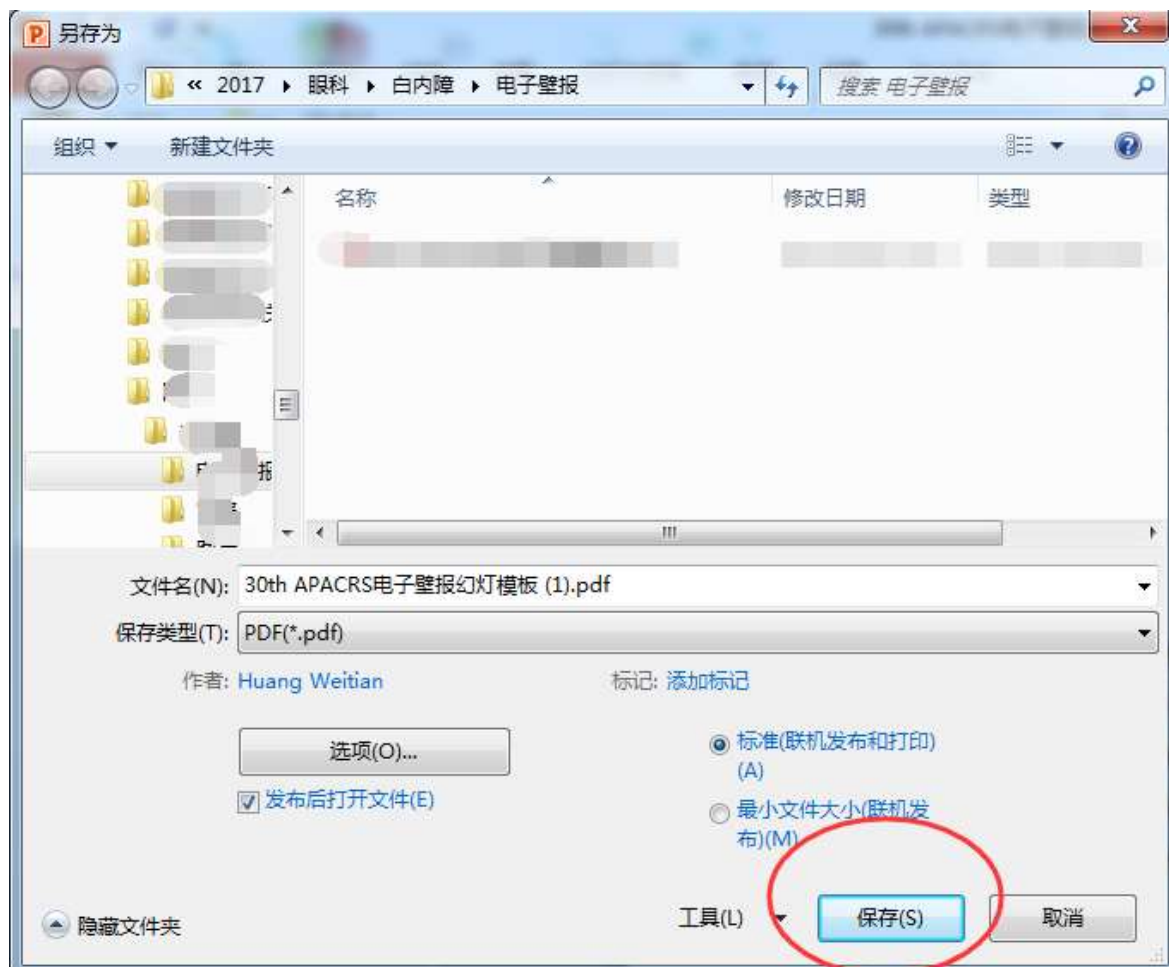 P 另存为
« 2017 眼科 白内障 电子壁报 搜索 电子壁报
组织 新建文件夹
名称 修改日期 类型
报
文件名(N): 30th APACRS电子壁报幻灯模板 (1).pdf
保存类型(T): PDF(*.pdf)
作者: Huang Weitian 标记: 添加标记
选项(O)... 标准(联机发布和打印)
(A)
发布后打开文件(E) 最小文件大小(联机发
布)(M)
隐藏文件夹 工具(L) 保存(S) 取消